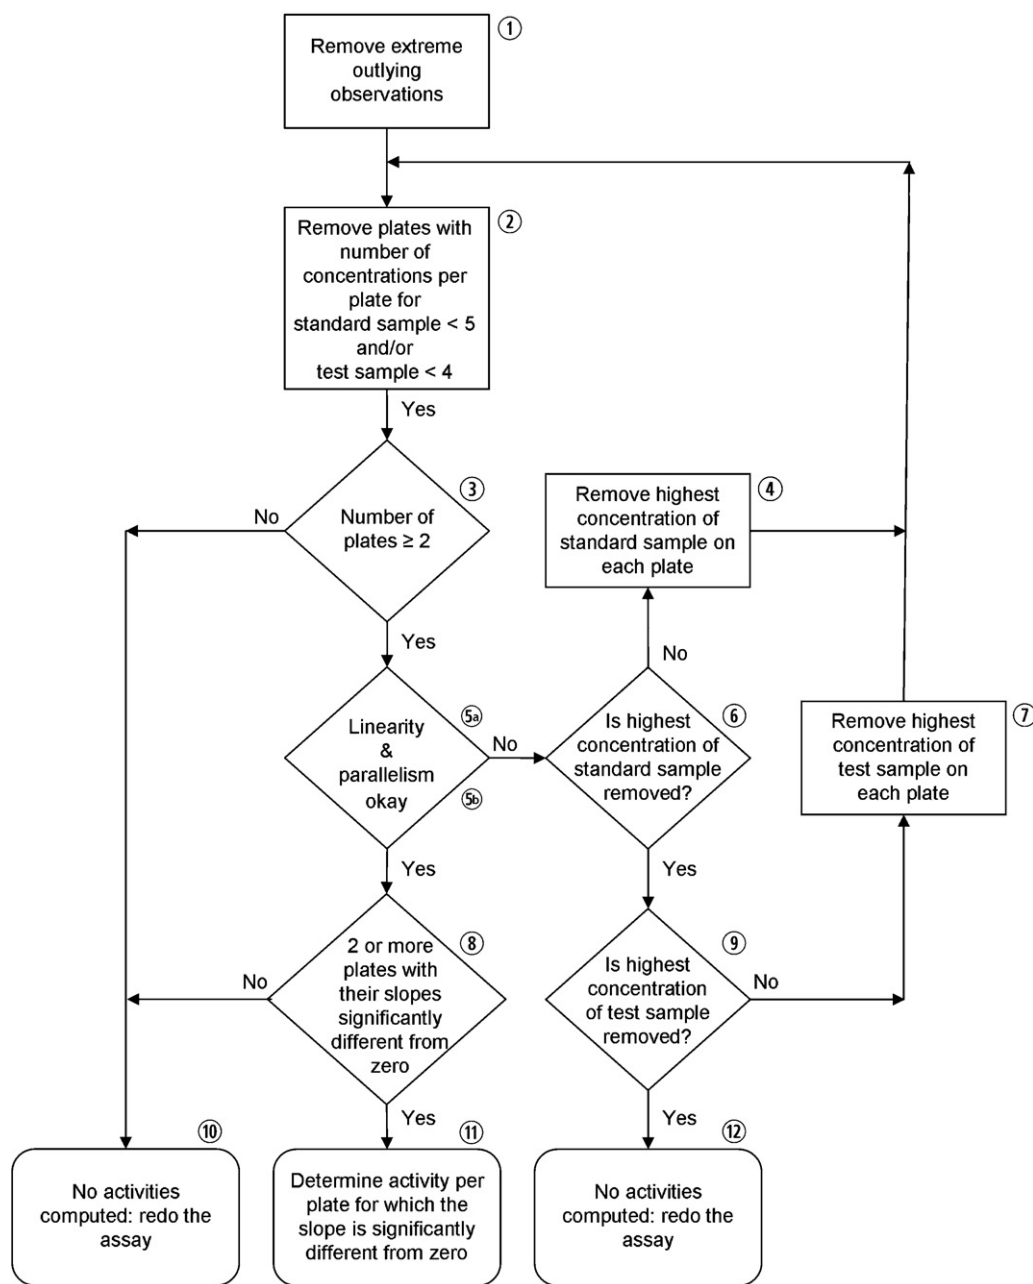 ①
Remove extreme
outlying
observations
②
Remove plates with
number of
concentrations per
plate for
standard sample < 5
and/or
test sample < 4
Yes
③
No
Number of
plates ≥ 2
Yes
④
Remove highest
concentration of
standard sample on
each plate
No
5a
Linearity
&
parallelism
okay
5b
No
⑥
Is highest
concentration of
standard sample
removed?
⑦
Remove highest
concentration of
test sample on
each plate
Yes
Yes
⑧
No
2 or more
plates with
their slopes
significantly
different from
zero
⑨
Is highest
concentration
of test sample
removed?
No
Yes
Yes
⑩
No activities
computed: redo the
assay
⑪
Determine activity per
plate for which the
slope is significantly
different from zero
⑫
No activities
computed: redo the
assay